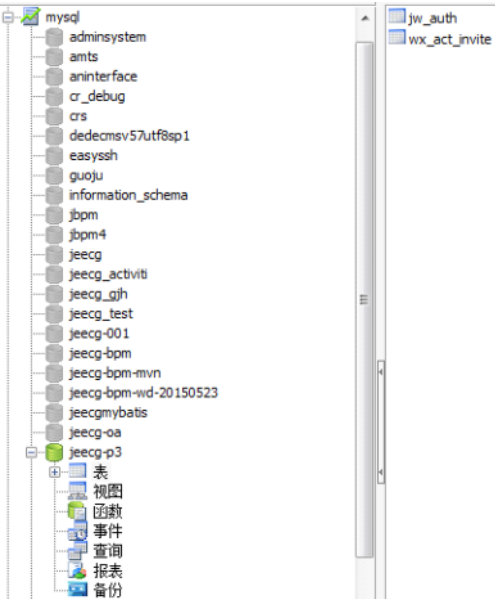 mysql
adminsystem
amts
aninterface
cr_debug
crs
dedecmsv57utf8sp1
easyssh
guoju
information_schema
jbpm
jbpm4
jeecg
jeecg_activiti
jeecg_gjh
jeecg_test
jeecg-001
jeecg-bpm
jeecg-bpm-mvn
jeecg-bpm-wd-20150523
jeecgmybatis
jeecg-oa
jeecg-p3
表
视图
函数
事件
查询
报表
备份
jw_auth
wx_act_invite